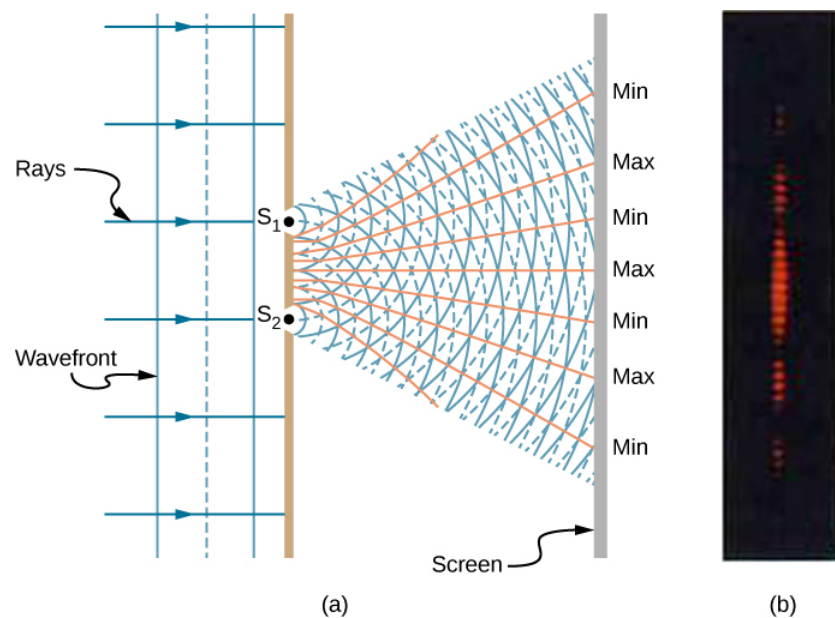 Rays
Wavefront
S1
S2
Min
Max
Min
Max
Min
Max
Min
Screen
(a)
(b)